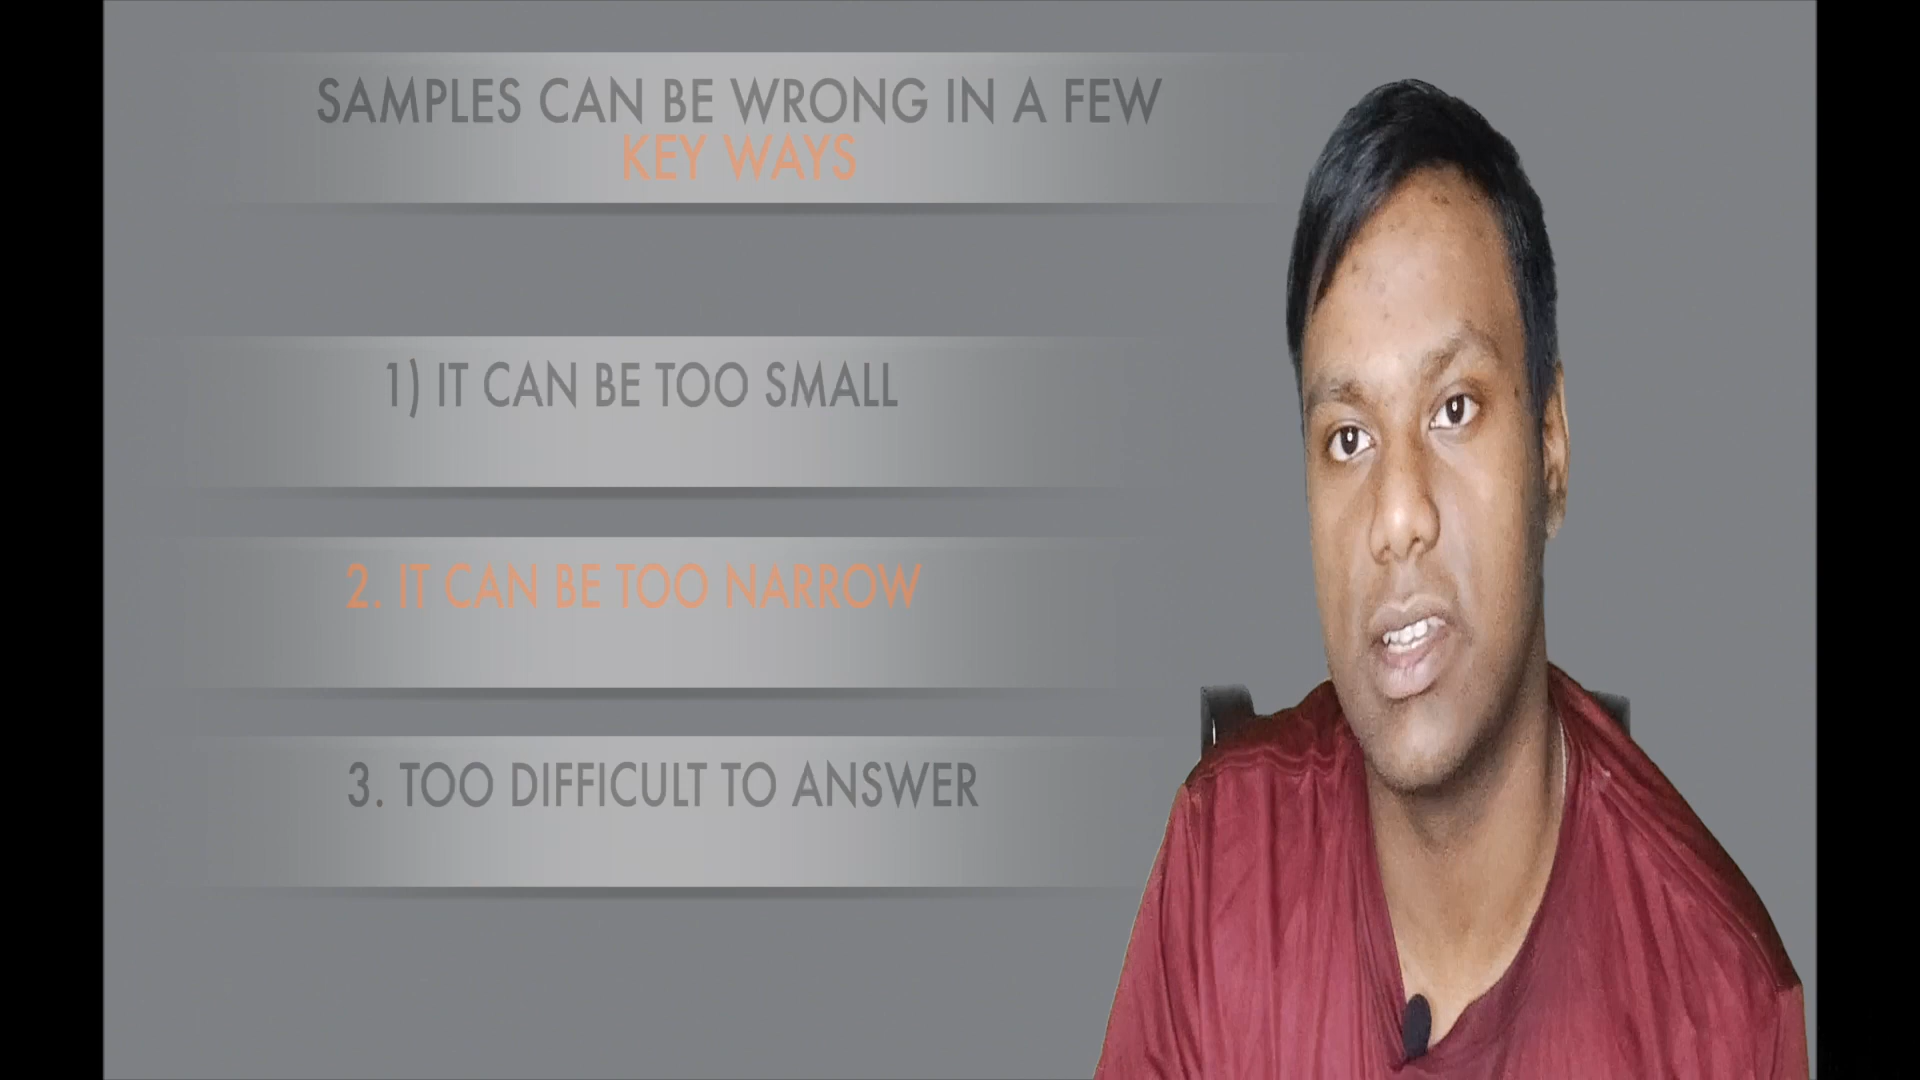 SAMPLES CAN BE WRONG IN A FEW
KEY WAYS
1) IT CAN BE TOO SMALL
2. IT CAN BE TOO NARROW
3. TOO DIFFICULT TO ANSWER